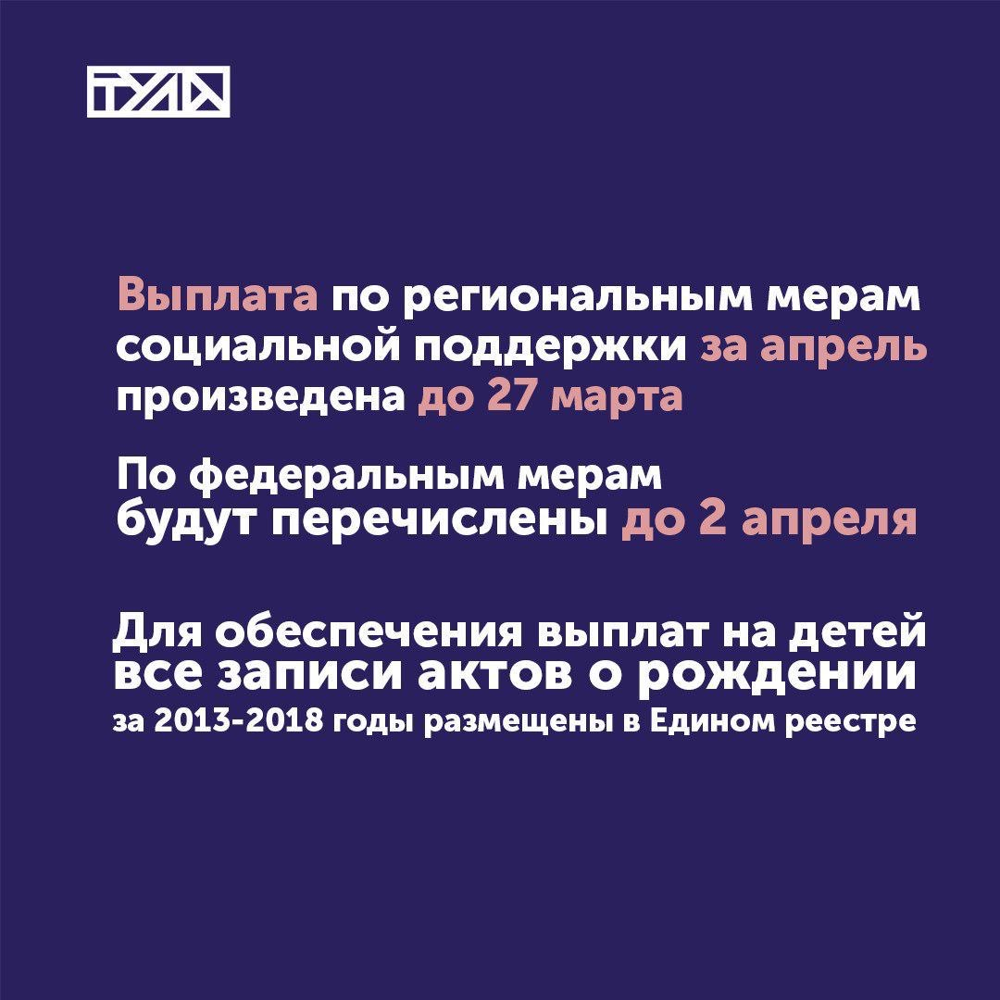 ТУЛА
Выплата по региональным мерам
социальной поддержки за апрель
произведена до 27 марта
По федеральным мерам
будут перечислены до 2 апреля
Для обеспечения выплат на детей
все записи актов о рождении
за 2013-2018 годы размещены в Едином реестре